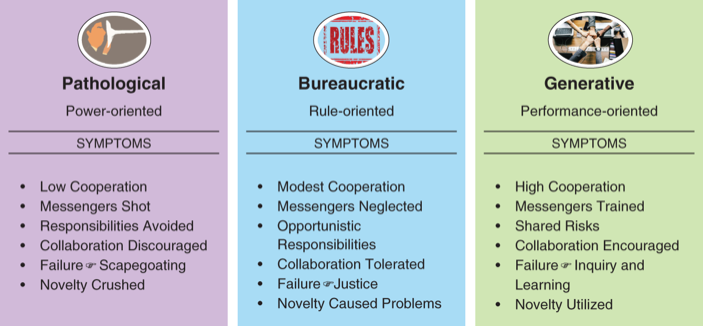 Pathological
Power-oriented
SYMPTOMS
• Low Cooperation
• Messengers Shot
• Responsibilities Avoided
• Collaboration Discouraged
• Failure ☞ Scapegoating
• Novelty Crushed
RULES
Bureaucratic
Rule-oriented
SYMPTOMS
• Modest Cooperation
• Messengers Neglected
• Opportunistic
Responsibilities
• Collaboration Tolerated
• Failure ☞Justice
• Novelty Caused Problems
Generative
Performance-oriented
SYMPTOMS
• High Cooperation
• Messengers Trained
• Shared Risks
• Collaboration Encouraged
• Failure ☞ Inquiry and
Learning
• Novelty Utilized